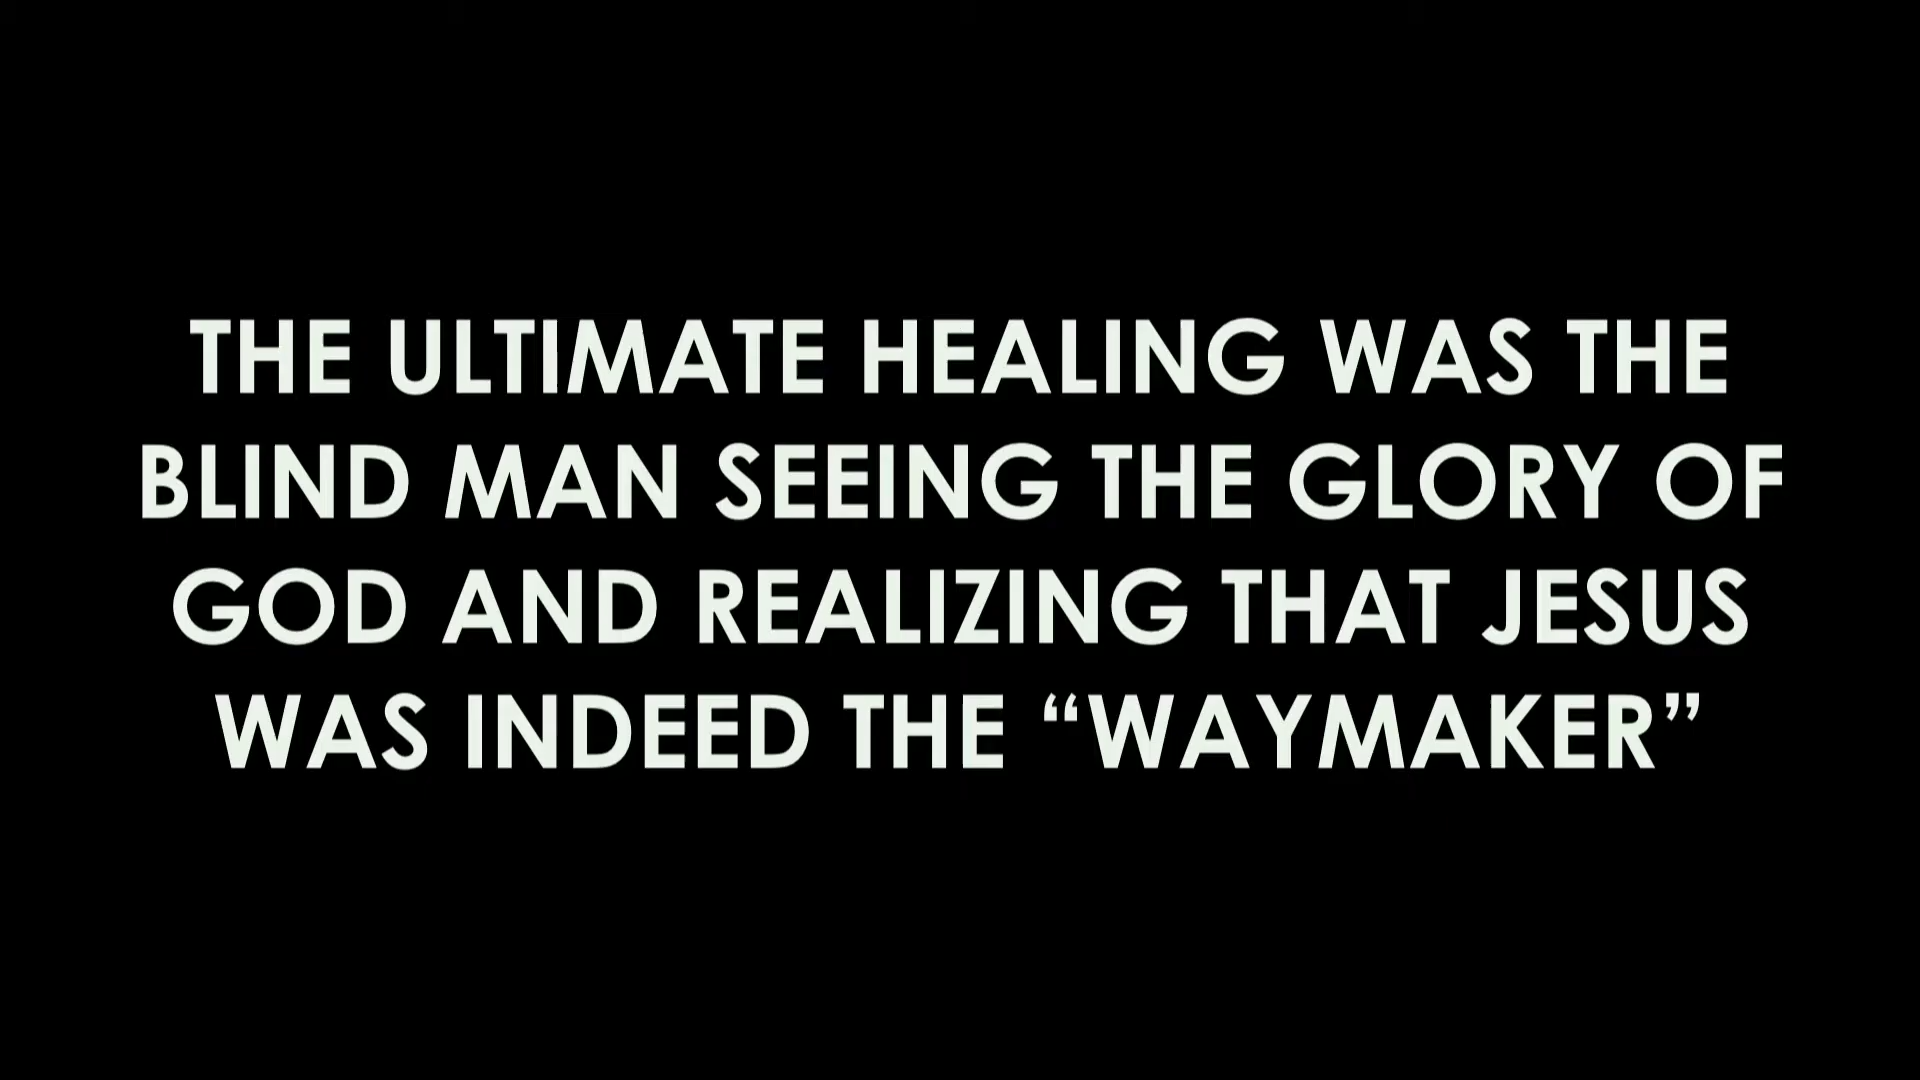 THE ULTIMATE HEALING WAS THE
BLIND MAN SEEING THE GLORY OF
GOD AND REALIZING THAT JESUS
WAS INDEED THE “WAYMAKER”